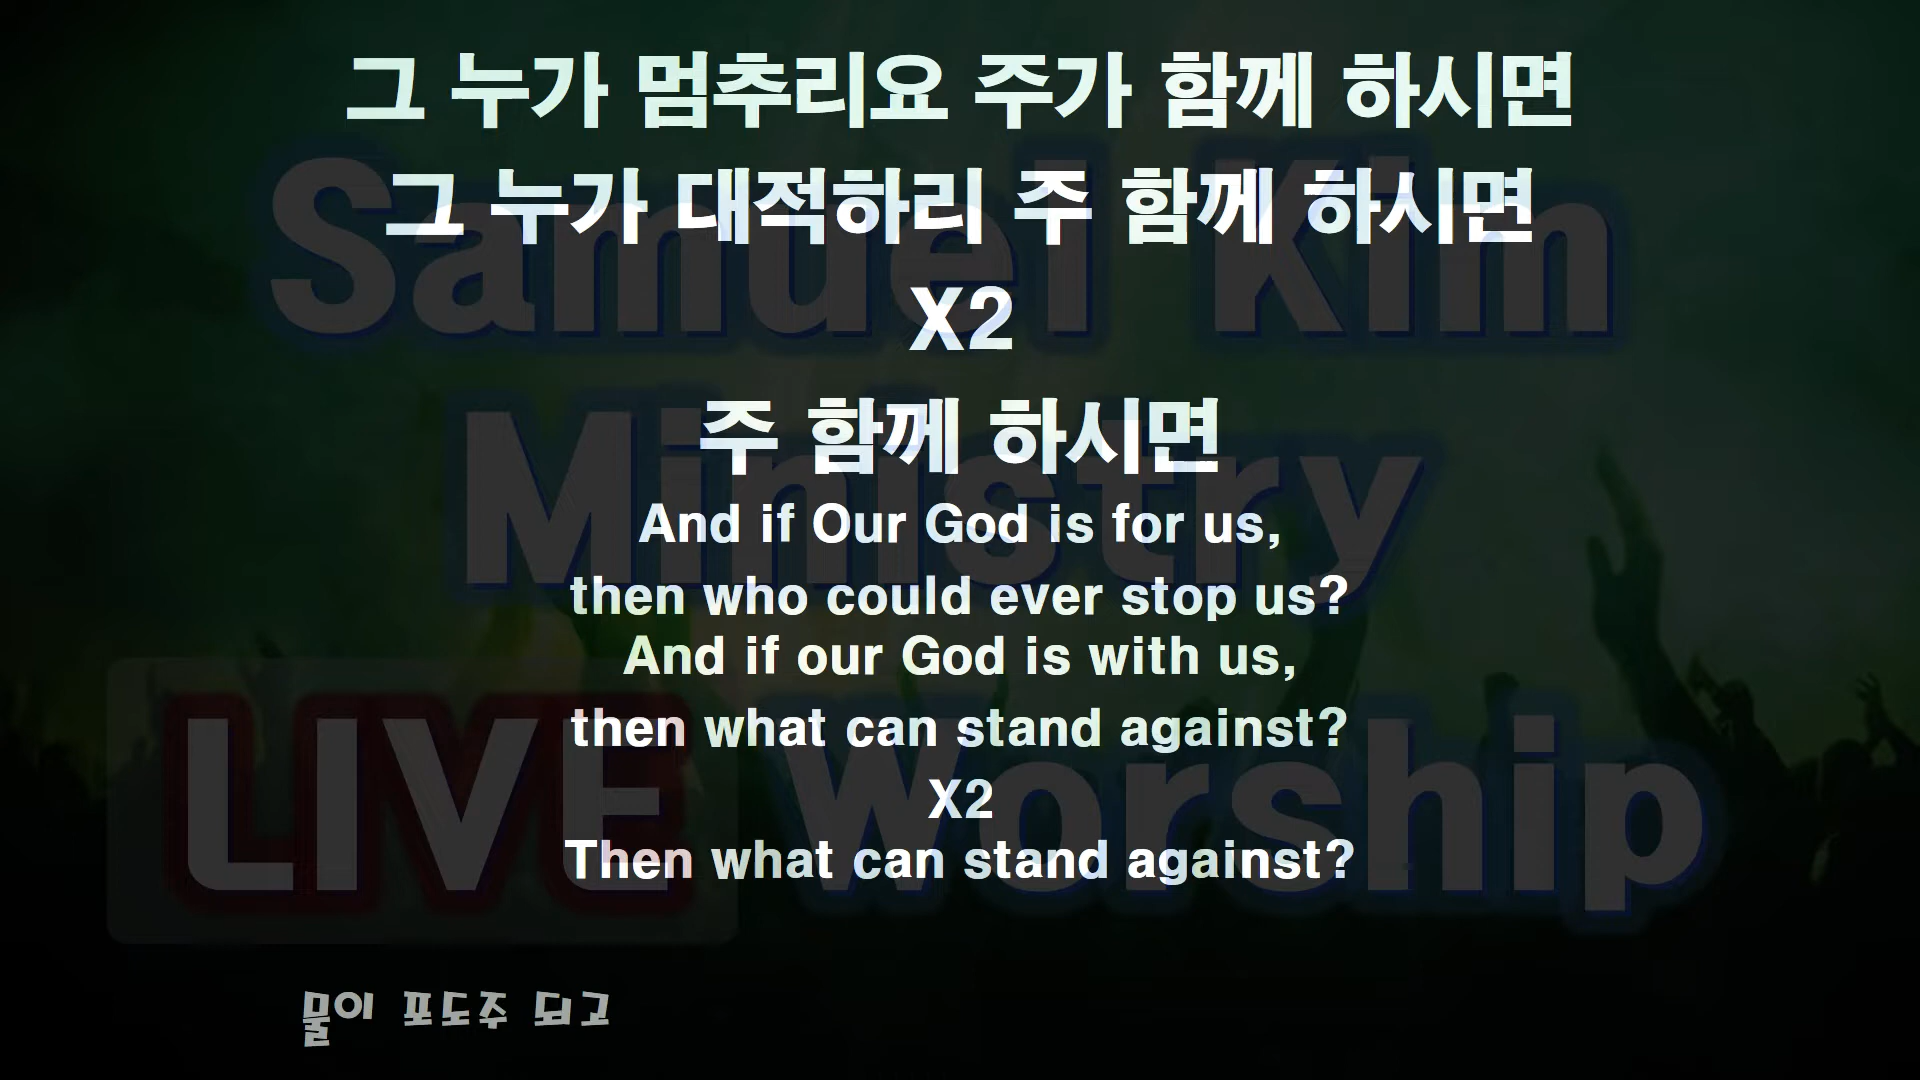 그 누가 멈추리요 주가 함께 하시면
그 누가 대적하리 주 함께 하시면
X2
주 함께 하시면
And if Our God is for us,
then who could ever stop us?
And if our God is with us,
then what can stand against?
X2
Then what can stand against?
Samuel Kim
Ministry
LIVE Worship
물이 포도주 되고